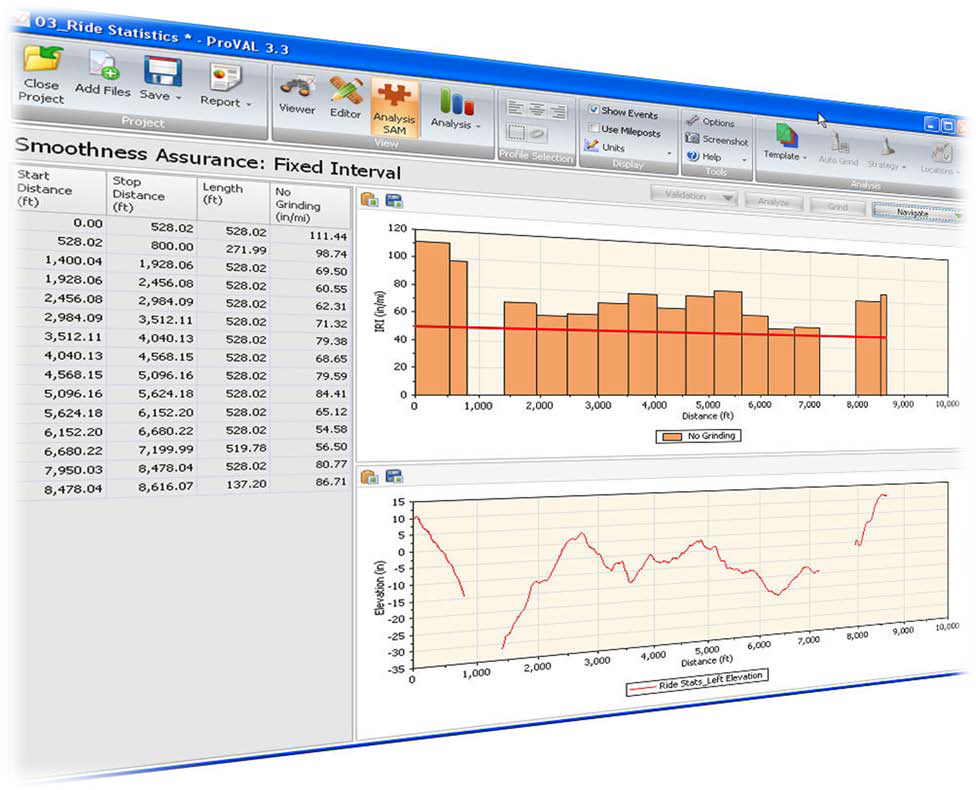 03_Ride Statistics * - ProVAL 3.3
Close Project
Add Files
Save
Report
Project
Viewer
Editor
Analysis SAM
Analysis
View
Profile Selection
Show Events
Use Mileposts
Units
Display
Options
Screenshot
Help
Tools
Template
Auto Grind
Strategy
Locations
Analysis
Smoothness Assurance: Fixed Interval
Validation
Analyze
Grind
Navigate
Start Distance (ft) Stop Distance (ft) Length (ft) No Grinding (in/mi)
0.00 528.02 528.02 111.44
528.02 800.00 271.99 98.74
1,400.04 1,928.06 528.02 69.50
1,928.06 2,456.08 528.02 60.55
2,456.08 2,984.09 528.02 62.31
2,984.09 3,512.11 528.02 71.32
3,512.11 4,040.13 528.02 79.38
4,040.13 4,568.15 528.02 68.65
4,568.15 5,096.16 528.02 79.59
5,096.16 5,624.18 528.02 84.41
5,624.18 6,152.20 528.02 65.12
6,152.20 6,680.22 528.02 54.58
6,680.22 7,199.99 519.78 56.50
7,950.03 8,478.04 528.02 80.77
8,478.04 8,616.07 137.20 86.71
120
100
80
60
40
20
0
IRI (in/mi)
0 1,000 2,000 3,000 4,000 5,000 6,000 7,000 8,000 9,000 10,000
Distance (ft)
No Grinding
15
10
5
0
-5
-10
-15
-20
-25
-30
-35
Elevation (in)
0 1,000 2,000 3,000 4,000 5,000 6,000 7,000 8,000 9,000 10,000
Distance (ft)
Ride Stats_Left Elevation